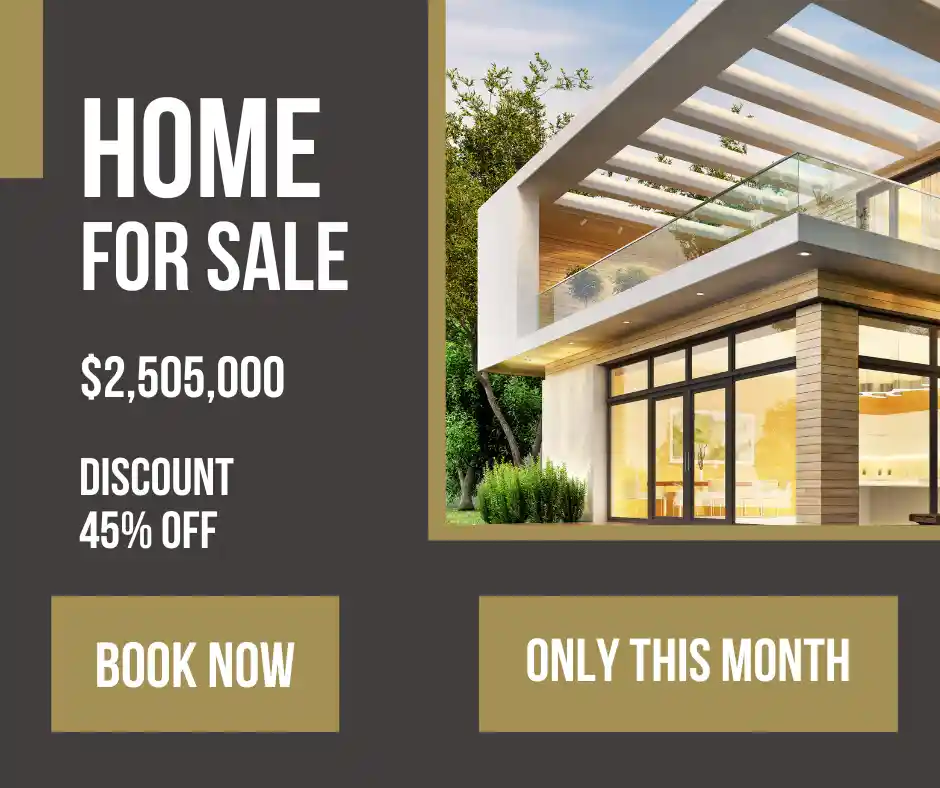 HOME
FOR SALE
$2,505,000
DISCOUNT
45% OFF
BOOK NOW
ONLY THIS MONTH